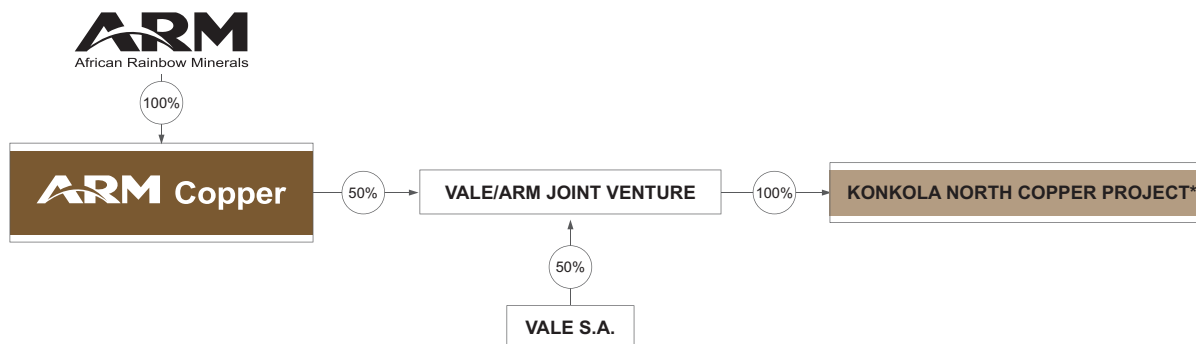 ARM
African Rainbow Minerals
100%
ARM Copper
50%
VALE/ARM JOINT VENTURE
100%
KONKOLA NORTH COPPER PROJECT*
50%
VALE S.A.